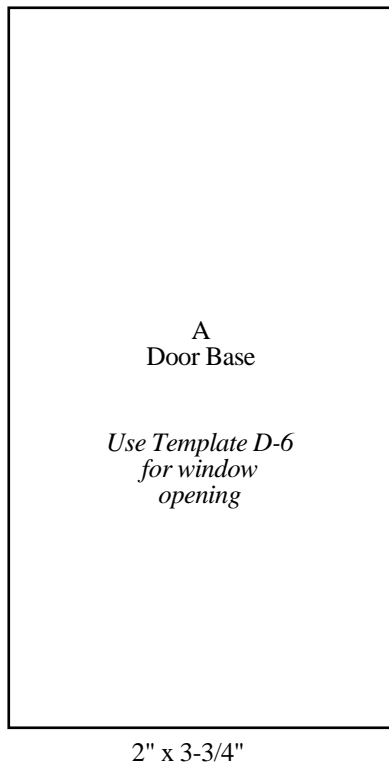 A
Door Base
Use Template D-6
for window
opening
2" x 3-3/4"